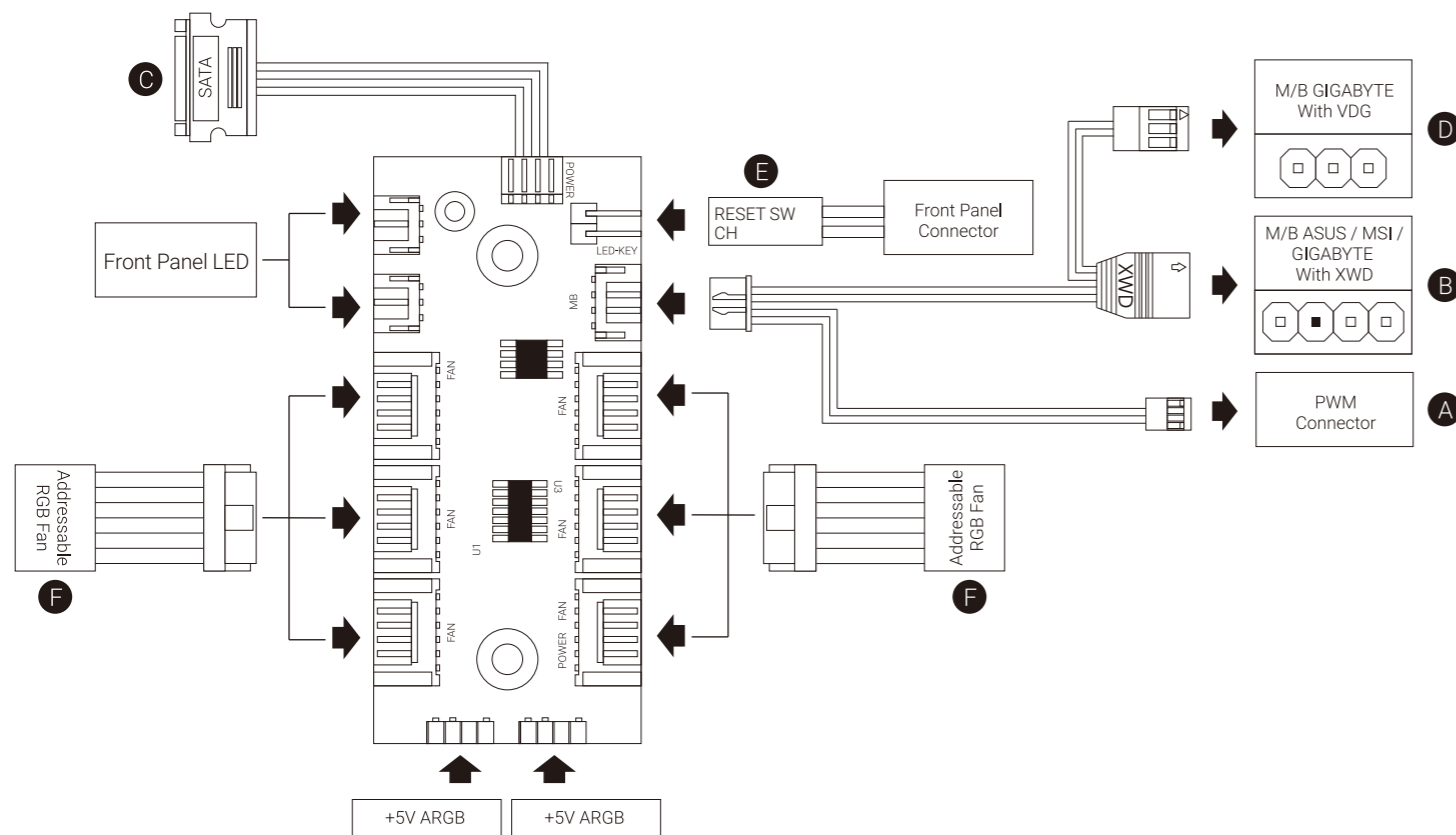 C
SATA
POWER
Front Panel LED
LED-KEY
MB
E
RESET SW
CH
Front Panel
Connector
M/B GIGABYTE
With VDG
D
M/B ASUS / MSI /
GIGABYTE
With XWD
B
XWD
PWM
Connector
A
FAN
FAN
FAN
FAN
FAN
FAN
POWER
U3
U1
Addressable
RGB Fan
F
Addressable
RGB Fan
F
+5V ARGB
+5V ARGB